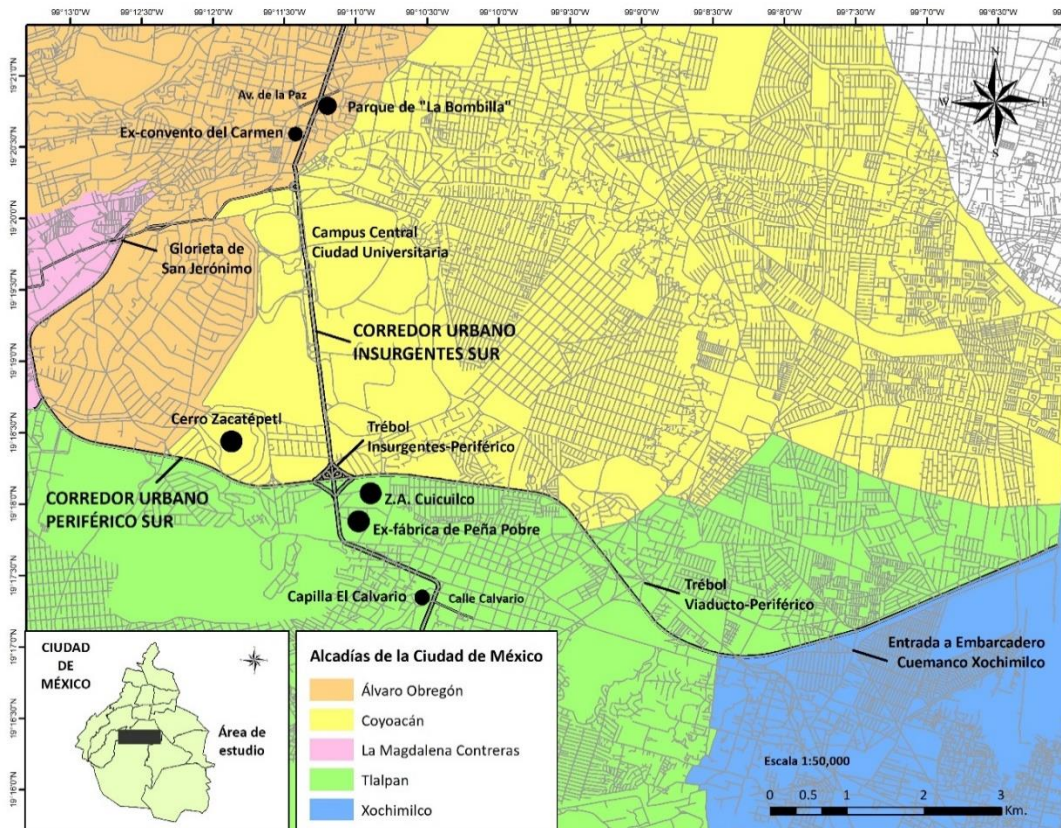 99°13'0"W
99°12'30"W
99°12'0"W
99°11'30"W
99°11'0"W
99°10'30"W
99°10'0"W
99°9'30"W
99°9'0"W
99°8'30"W
99°8'0"W
99°7'30"W
99°7'0"W
99°6'30"W
19°21'0"N
19°20'30"N
19°20'0"N
19°19'30"N
19°19'0"N
19°18'30"N
19°18'0"N
19°17'30"N
19°17'0"N
19°16'30"N
19°16'0"N
N
W
E
S
Av. de la Paz
Parque de "La Bombilla"
Ex-convento del Carmen
Campus Central
Ciudad Universitaria
Glorieta de
San Jerónimo
CORREDOR URBANO
INSURGENTES SUR
Cerro Zacatépetl
Trébol
Insurgentes-Periférico
CORREDOR URBANO
PERIFÉRICO SUR
Z.A. Cuicuilco
Ex-fábrica de Peña Pobre
Trébol
Viaducto-Periférico
Capilla El Calvario
Calle Calvario
Entrada a Embarcadero
Cuemanco Xochimilco
CIUDAD
DE
MÉXICO
Área de
estudio
Alcadías de la Ciudad de México
Álvaro Obregón
Coyoacán
La Magdalena Contreras
Tlalpan
Xochimilco
Escala 1:50,000
0 0.5 1 2 3
Km.